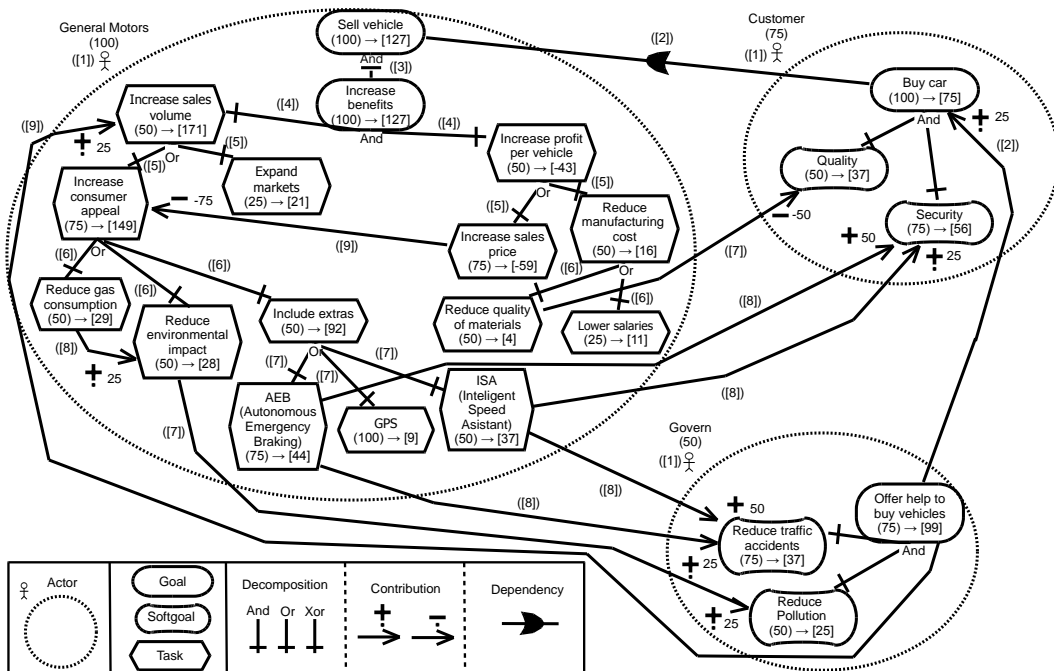 General Motors
(100)
([1])
Sell vehicle
(100) → [127]
And
([3])
Increase
benefits
(100) → [127]
And
([2])
Customer
(75)
([1])
Buy car
(100) → [75]
And
+ 25
([2])
Quality
(50) → [37]
- -50
Security
(75) → [56]
+ 50
+ 25
([7])
([9])
+ 25
Increase sales
volume
(50) → [171]
Or
([4])
([4])
([5])
([5])
Increase
consumer
appeal
(75) → [149]
Or
Expand
markets
(25) → [21]
- -75
([9])
Increase profit
per vehicle
(50) → [-43]
Or
([5])
([5])
Increase sales
price
(75) → [-59]
Reduce
manufacturing
cost
(50) → [16]
Or
([6])
([6])
([6])
([6])
([6])
Reduce gas
consumption
(50) → [29]
([8])
+ 25
Reduce
environmental
impact
(50) → [28]
Include extras
(50) → [92]
Or
Reduce quality
of materials
(50) → [4]
Lower salaries
(25) → [11]
([7])
([7])
([7])
([8])
([8])
([7])
AEB
(Autonomous
Emergency
Braking)
(75) → [44]
GPS
(100) → [9]
ISA
(Inteligent
Speed
Asistant)
(50) → [37]
([8])
([8])
Govern
(50)
([1])
Offer help to
buy vehicles
(75) → [99]
And
+ 50
Reduce traffic
accidents
(75) → [37]
+ 25
Reduce
Pollution
(50) → [25]
+ 25
Actor
Goal
Softgoal
Task
Decomposition
And Or Xor
Contribution
+ -
Dependency